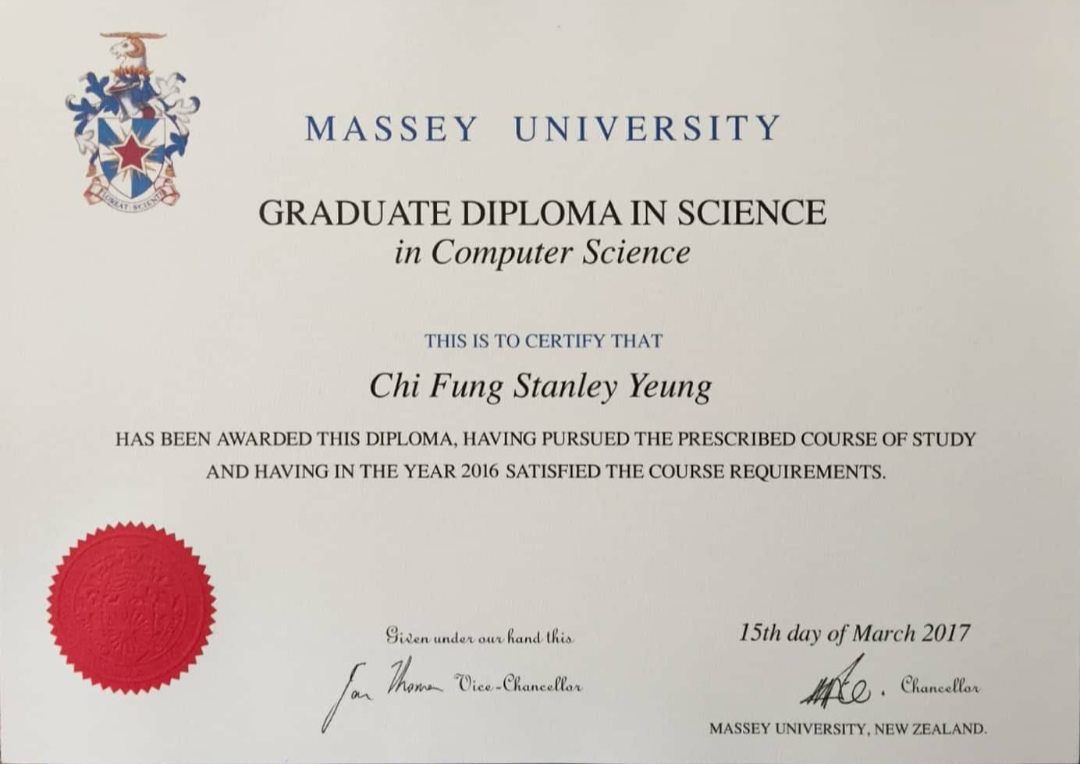 MASSEY UNIVERSITY
GRADUATE DIPLOMA IN SCIENCE
in Computer Science
THIS IS TO CERTIFY THAT
Chi Fung Stanley Yeung
HAS BEEN AWARDED THIS DIPLOMA, HAVING PURSUED THE PRESCRIBED COURSE OF STUDY
AND HAVING IN THE YEAR 2016 SATISFIED THE COURSE REQUIREMENTS.
Given under our hand this
15th day of March 2017
Vice-Chancellor
Chancellor
MASSEY UNIVERSITY, NEW ZEALAND.